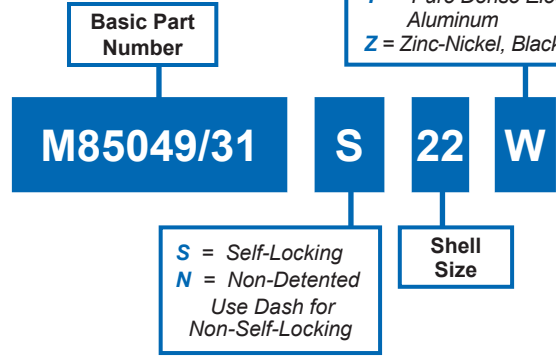 Basic Part
Number
Aluminum
Z = Zinc-Nickel, Black
M85049/31 S 22 W
S = Self-Locking
N = Non-Detented
Use Dash for
Non-Self-Locking
Shell
Size